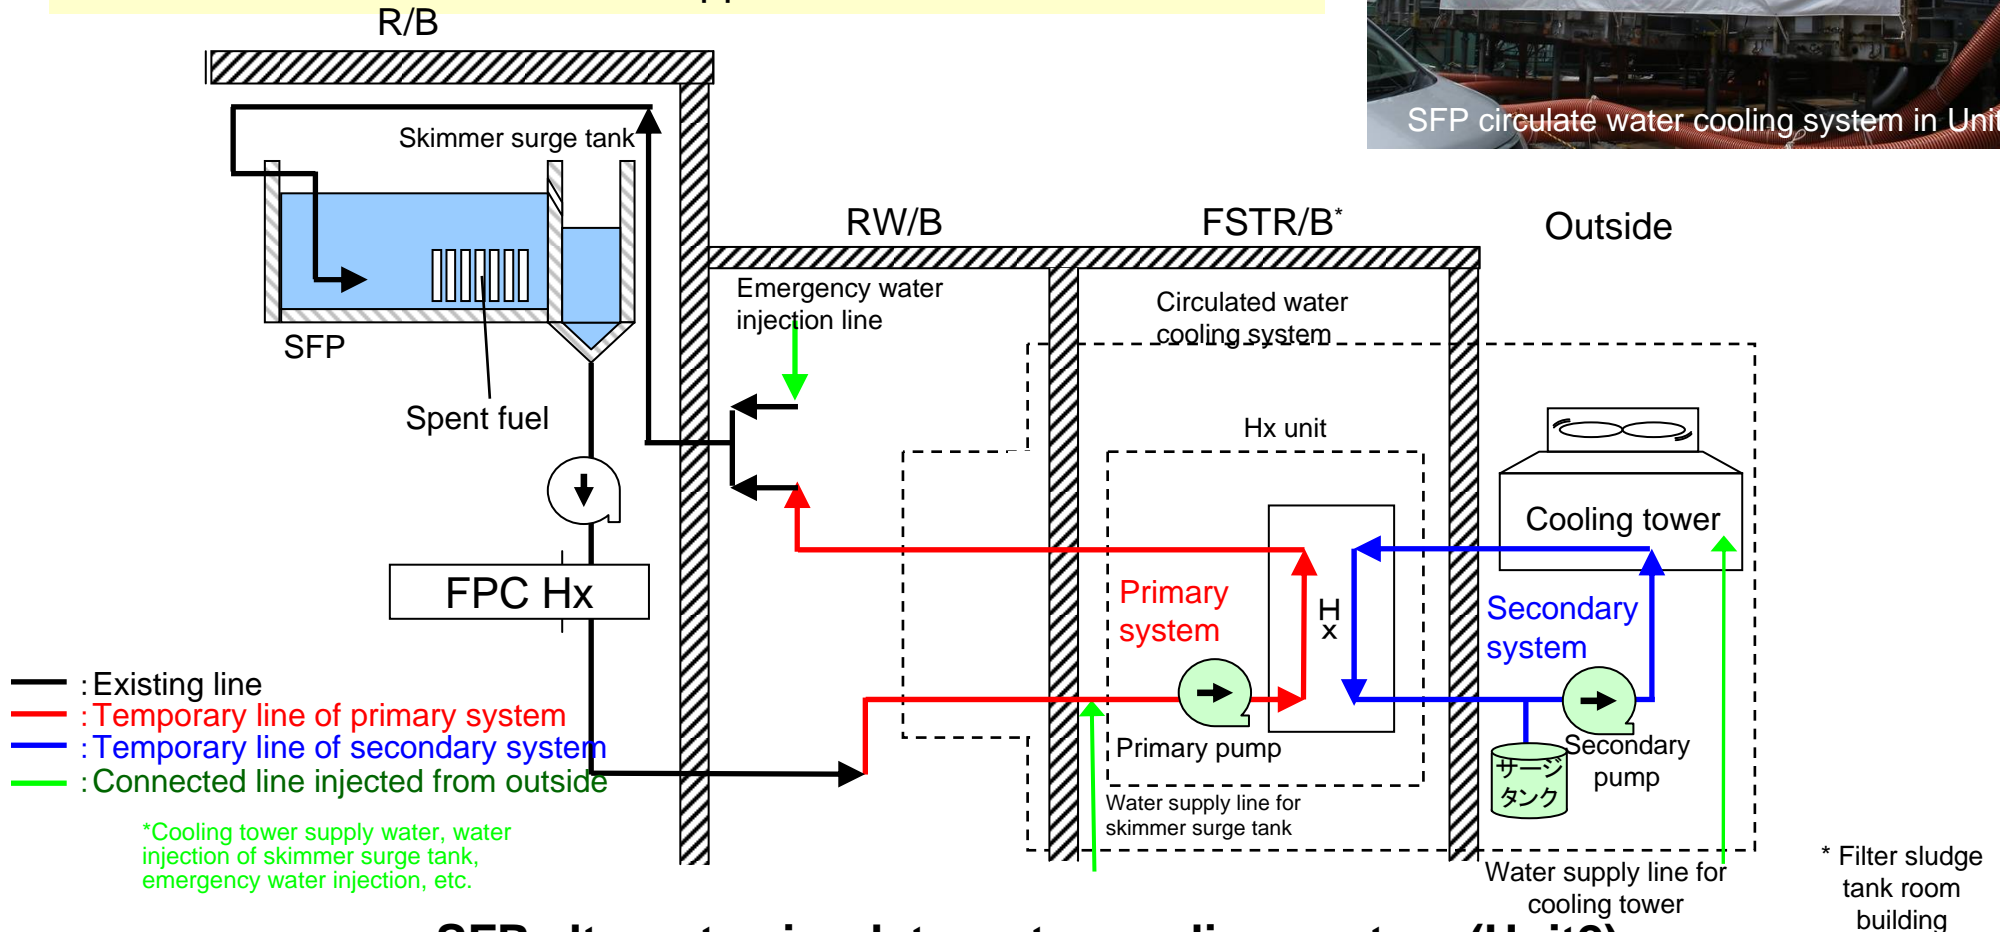 R/B
SFP circulate water cooling system in Unit
Skimmer surge tank
RW/B
FSTR/B*
Outside
Emergency water
injection line
Circulated water
cooling system
SFP
Spent fuel
Hx unit
Cooling tower
FPC Hx
Primary
system
H
x
Secondary
system
: Existing line
: Temporary line of primary system
: Temporary line of secondary system
: Connected line injected from outside
Primary pump
Secondary
pump
サージ
タンク
Water supply line for
skimmer surge tank
*Cooling tower supply water, water
injection of skimmer surge tank,
emergency water injection, etc.
Water supply line for
cooling tower
* Filter sludge
tank room
building